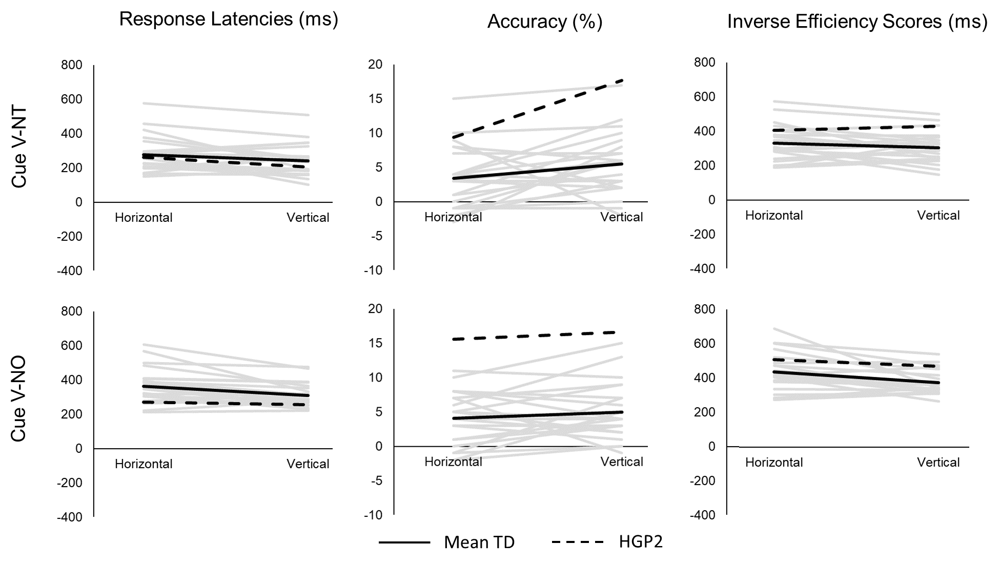 Response Latencies (ms)
Accuracy (%)
Inverse Efficiency Scores (ms)
Cue V-NT
800
600
400
200
0
-200
-400
Horizontal
Vertical
20
15
10
5
0
-5
-10
Horizontal
Vertical
800
600
400
200
0
-200
-400
Horizontal
Vertical
Cue V-NO
800
600
400
200
0
-200
-400
Horizontal
Vertical
20
15
10
5
0
-5
-10
Horizontal
Vertical
800
600
400
200
0
-200
-400
Horizontal
Vertical
Mean TD
HGP2